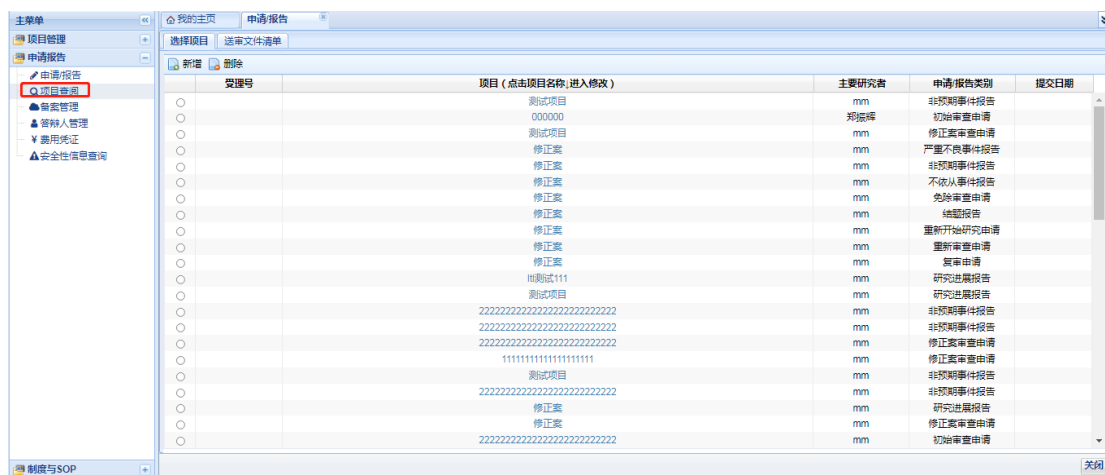 主菜单
项目管理
申请报告
申请/报告
项目查询
备案管理
答辩人管理
¥ 费用凭证
安全性信息查询
制度与SOP
我的主页 申请/报告
选择项目 送审文件清单
新增 删除
受理号 项目（点击项目名称进入修改） 主要研究者 申请/报告类别 提交日期
测试项目 mm 非预期事件报告
000000 郑振辉 初始审查申请
测试项目 mm 修正案审查申请
修正案 mm 严重不良事件报告
修正案 mm 非预期事件报告
修正案 mm 不依从事件报告
修正案 mm 免除审查申请
修正案 mm 结题报告
修正案 mm 重新开始研究申请
修正案 mm 重新审查申请
修正案 mm 复审申请
ltl测试111 mm 研究进展报告
测试项目 mm 研究进展报告
2222222222222222222222222222 mm 非预期事件报告
2222222222222222222222222222 mm 非预期事件报告
2222222222222222222222222222 mm 修正案审查申请
11111111111111111111 mm 修正案审查申请
测试项目 mm 非预期事件报告
2222222222222222222222222222 mm 非预期事件报告
修正案 mm 研究进展报告
修正案 mm 修正案审查申请
2222222222222222222222222222 mm 初始审查申请
关闭